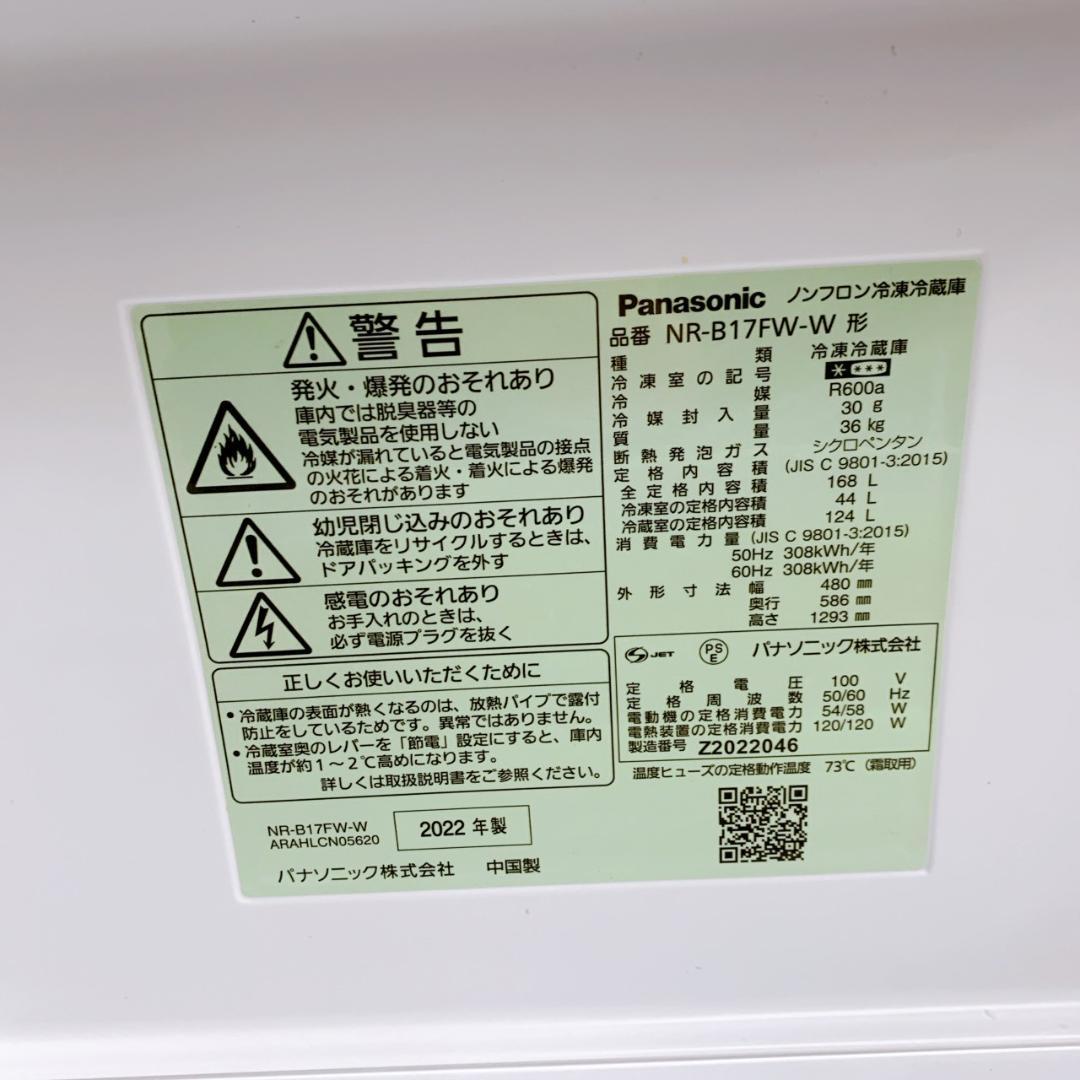 警告
発火・爆発のおそれあり
庫内では脱臭器等の
電気製品を使用しない
冷媒が漏れていると電気製品の接点
の火花による着火・着火による爆発
のおそれがあります
幼児閉じ込みのおそれあり
冷蔵庫をリサイクルするときは、
ドアパッキングを外す
感電のおそれあり
お手入れのときは、
必ず電源プラグを抜く
正しくお使いいただくために
・冷蔵庫の表面が熱くなるのは、放熱パイプで露付
防止をしているためです。異常ではありません。
・冷蔵室奥のレバーを「節電」設定にすると、庫内
温度が約1～2℃高めになります。
詳しくは取扱説明書をご参照ください。
NR-B17FW-W
ARAHLCN05620
2022 年製
パナソニック株式会社 中国製
Panasonic ノンフロン冷凍冷蔵庫
品番 NR-B17FW-W 形
種類 冷凍冷蔵庫
冷凍室の記号 * ***
冷媒 R600a
冷媒封入量 30 g
質量 36 kg
断熱発泡ガス シクロペンタン
定格内容積 (JIS C 9801-3:2015)
全定格内容積 168 L
冷凍室の定格内容積 44 L
冷蔵室の定格内容積 124 L
消費電力量 (JIS C 9801-3:2015)
50Hz 308kWh/年
60Hz 308kWh/年
外形寸法 幅 480 mm
奥行 586 mm
高さ 1293 mm
JET PS E パナソニック株式会社
定格電圧 100 V
定格周波数 50/60 Hz
電動機の定格消費電力 54/58 W
電熱装置の定格消費電力 120/120 W
製造番号 Z2022046
温度ヒューズの定格動作温度 73℃(霜取用)